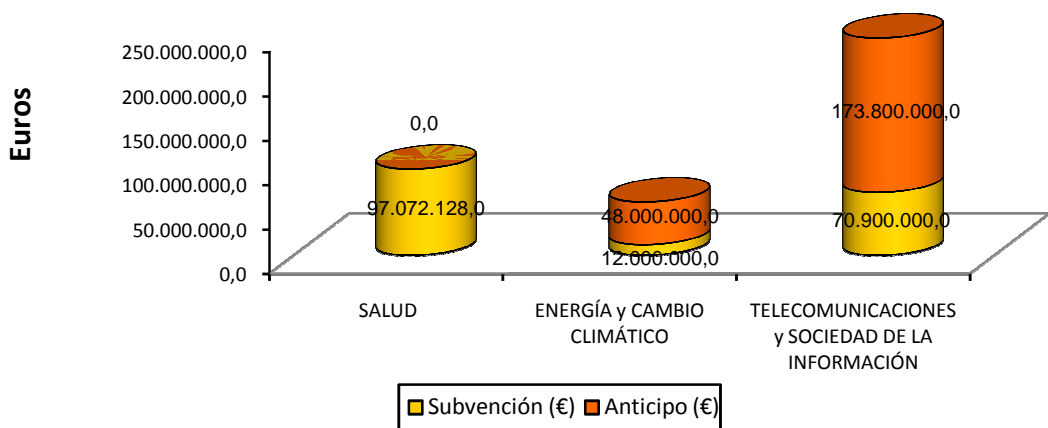 Euros
250.000.000,0
200.000.000,0
150.000.000,0
100.000.000,0
50.000.000,0
0,0
0,0
97.072.128,0
48.000.000,0
12.000.000,0
173.800.000,0
70.900.000,0
SALUD
ENERGÍA y CAMBIO
CLIMÁTICO
TELECOMUNICACIONES
y SOCIEDAD DE LA
INFORMACIÓN
Subvención (€)
Anticipo (€)